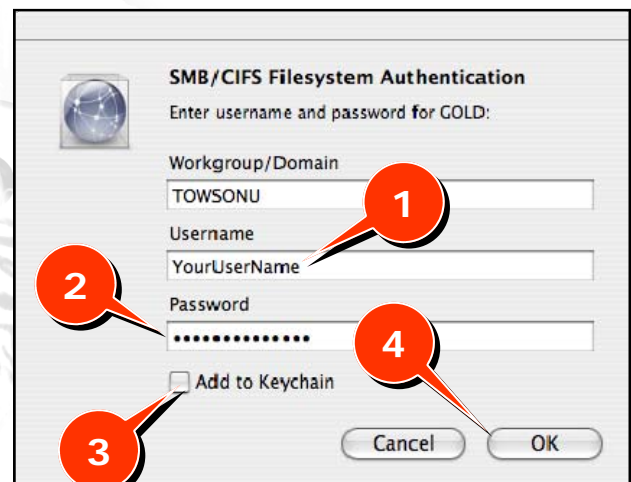 SMB/CIFS Filesystem Authentication
Enter username and password for GOLD:
Workgroup/Domain
TOWSONU
1
Username
YourUserName
2
Password
••••••••••••••
4
Add to Keychain
3
Cancel OK